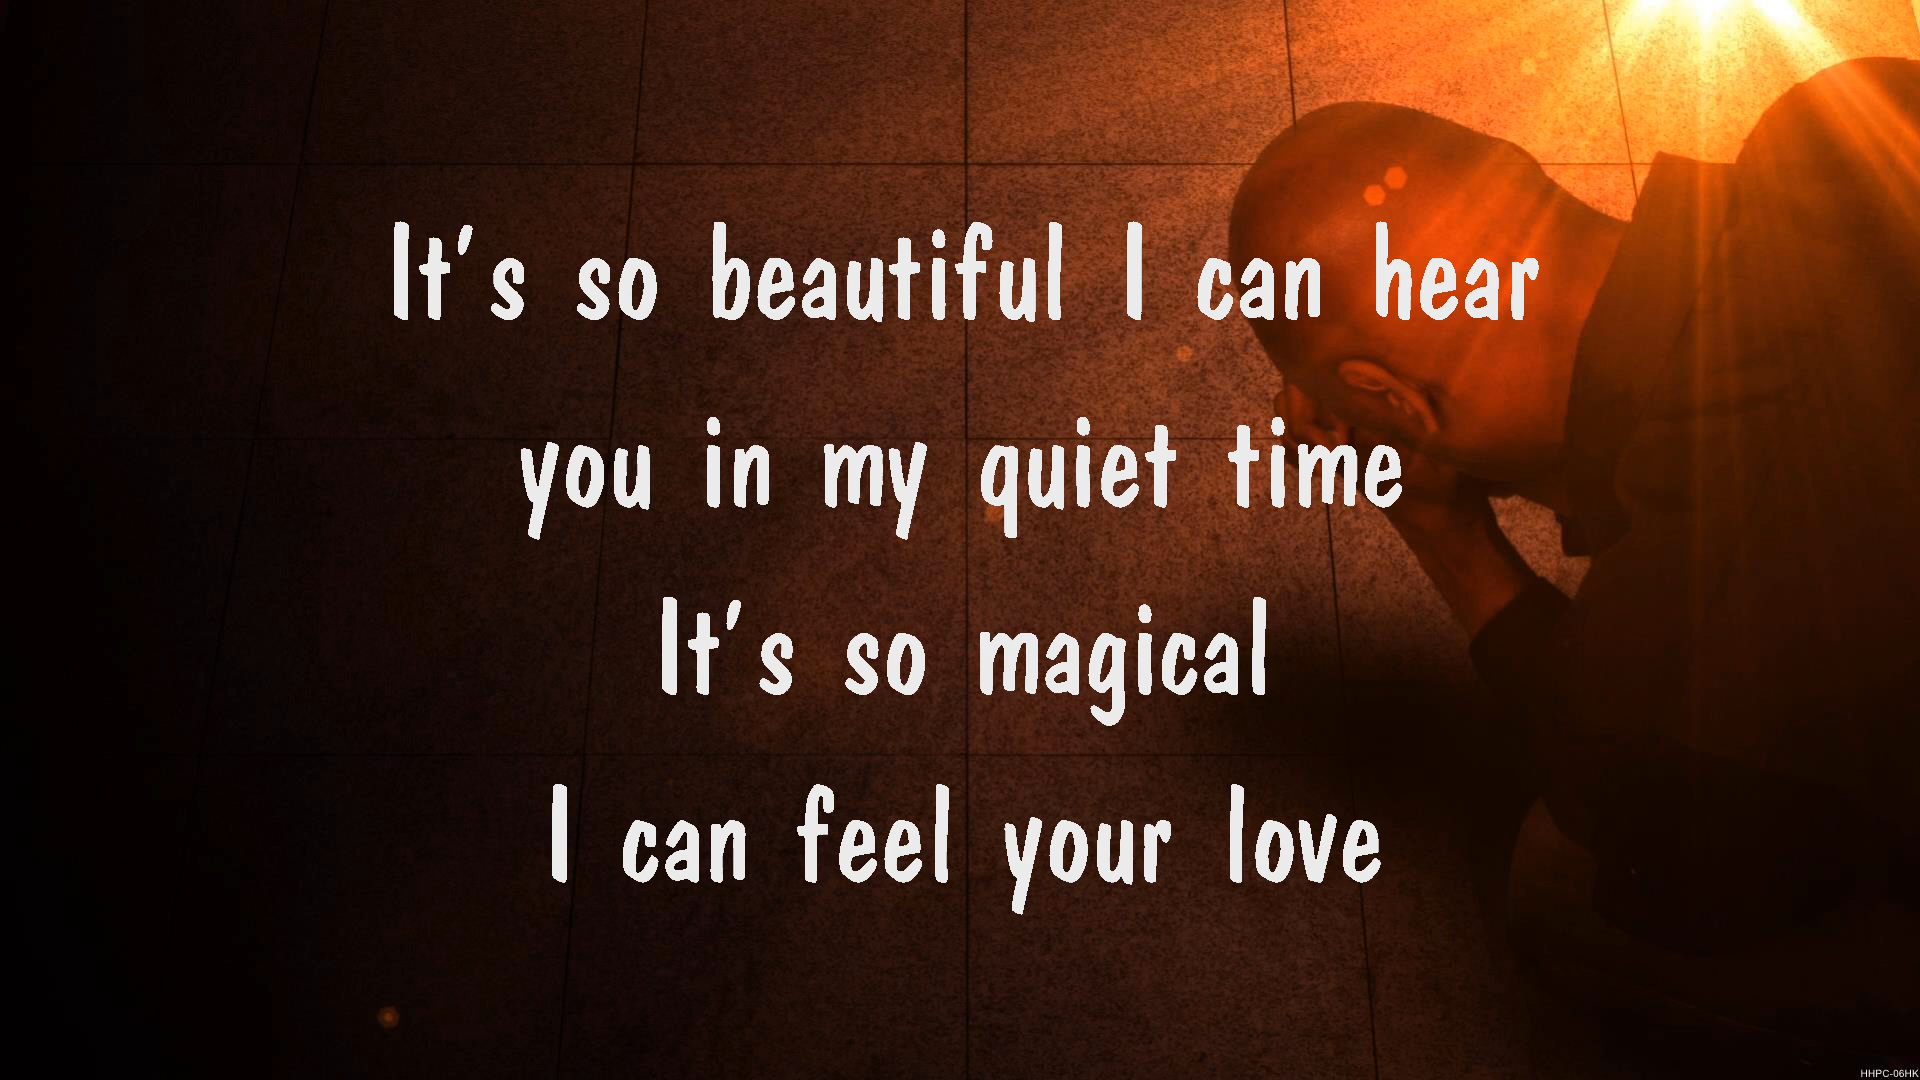 It's so beautiful I can hear
you in my quiet time
It's so magical
I can feel your love
HHPC-06HK